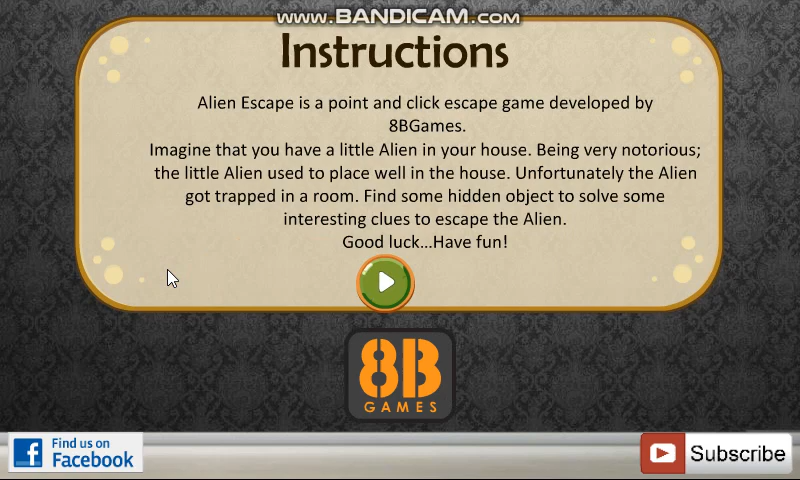 www.BANDICAM.com
Instructions
Alien Escape is a point and click escape game developed by
8BGames.
Imagine that you have a little Alien in your house. Being very notorious;
the little Alien used to place well in the house. Unfortunately the Alien
got trapped in a room. Find some hidden object to solve some
interesting clues to escape the Alien.
Good luck...Have fun!
8B
GAMES
Find us on
Facebook
Subscribe